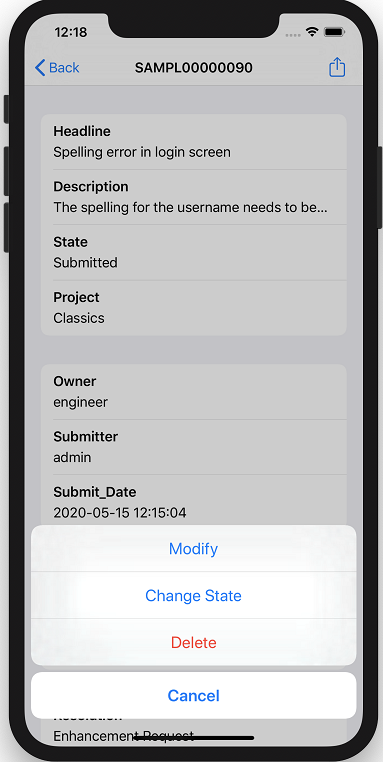 12:18
Back
SAMPL00000090
Headline
Spelling error in login screen
Description
The spelling for the username needs to be...
State
Submitted
Project
Classics
Owner
engineer
Submitter
admin
Submit_Date
2020-05-15 12:15:04
Modify
Change State
Delete
Cancel
Resolution
Enhancement Request